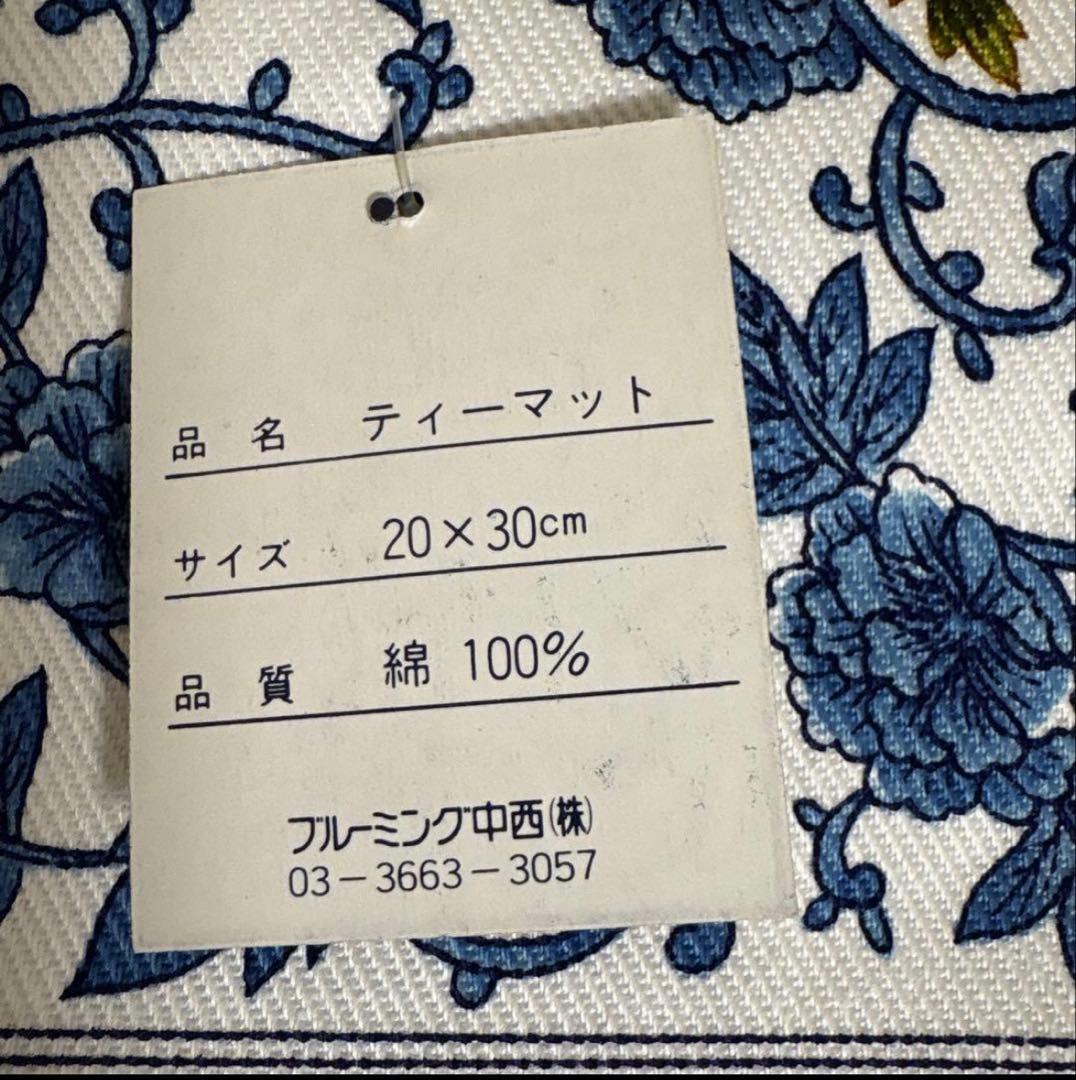 品 名 ティーマット
サイズ 20×30cm
品 質 綿 100%
ブルーミング中西(株)
03－3663－3057